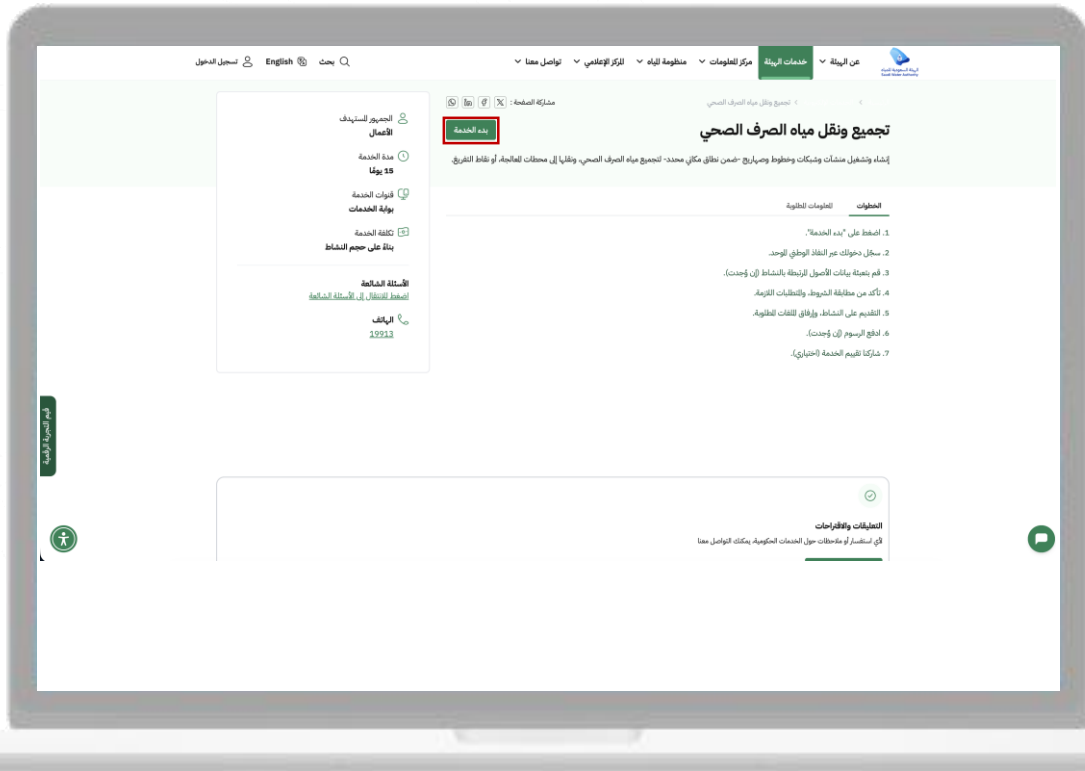 الهيئة السعودية للمياه
Saudi Water Authority
عن الهيئة
خدمات الهيئة
مركز المعلومات
منظومة المياه
المركز الإعلامي
تواصل معنا
بحث
English
تسجيل الدخول
تجميع ونقل مياه الصرف الصحي
مشاركة الصفحة :
تجميع ونقل مياه الصرف الصحي
بدء الخدمة
إنشاء وتشغيل منشآت وشبكات وخطوط وصهاريج -ضمن نطاق مكاني محدد- لتجميع مياه الصرف الصحي، ونقلها إلى محطات المعالجة، أو نقاط التفريغ.
الخطوات
المعلومات المطلوبة
1. اضغط على "بدء الخدمة".
2. سجّل دخولك عبر النفاذ الوطني الموحد.
3. قم بتعبئة بيانات الأصول المرتبطة بالنشاط (إن وُجدت).
4. تأكد من مطابقة الشروط، والمتطلبات اللازمة.
5. التقديم على النشاط، وإرفاق الملفات المطلوبة.
6. ادفع الرسوم (إن وُجدت).
7. شاركنا تقييم الخدمة (اختياري).
الجمهور المستهدف
الأعمال
مدة الخدمة
15 يومًا
قنوات الخدمة
بوابة الخدمات
تكلفة الخدمة
بناءً على حجم النشاط
الأسئلة الشائعة
اضغط للانتقال إلى الأسئلة الشائعة
الهاتف
19913
قيم التجربة الرقمية
التعليقات والاقتراحات
لأي استفسار أو ملاحظات حول الخدمات الحكومية، يمكنك التواصل معنا